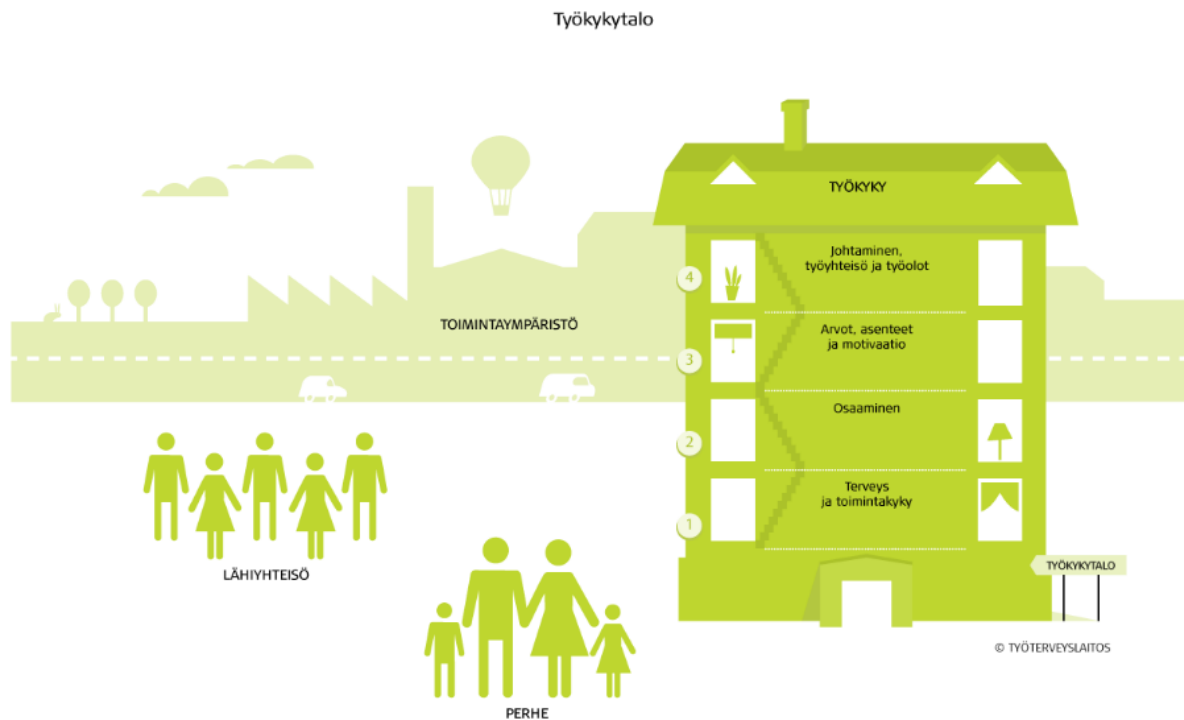 Työkykytalo
TYÖKYKY
4
Johtaminen,
työyhteisö ja työolot
3
Arvot, asenteet
ja motivaatio
2
Osaaminen
1
Terveys
ja toimintakyky
TOIMINTAYMPÄRISTÖ
LÄHIYHTEISÖ
PERHE
TYÖKYKYTALO
© TYÖTERVEYSLAITOS